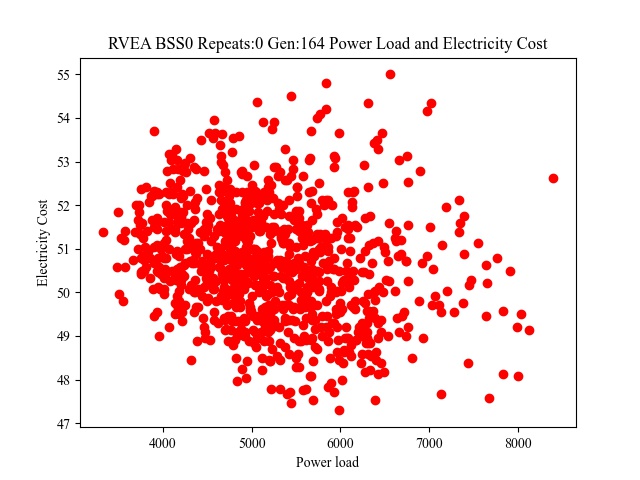 RVEA BSS0 Repeats:0 Gen:164 Power Load and Electricity Cost
55
54
53
52
51
50
49
48
47
Electricity Cost
4000 5000 6000 7000 8000
Power load